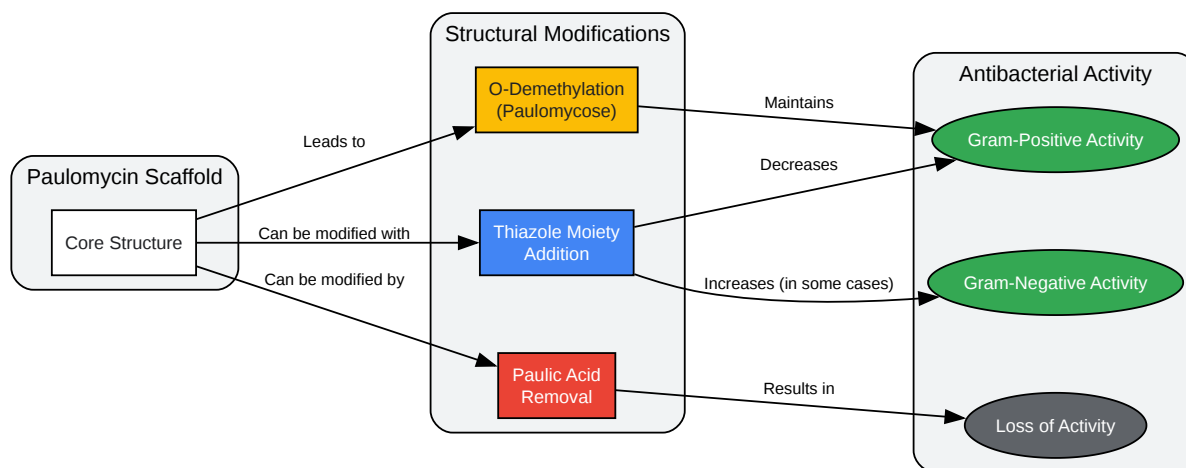 Structural Modifications
Antibacterial Activity
Paulomycin Scaffold
O-Demethylation
(Paulomycose)
Maintains
Gram-Positive Activity
Leads to
Decreases
Core Structure
Can be modified with
Thiazole Moiety
Addition
Can be modified by
Increases (in some cases)
Gram-Negative Activity
Paulic Acid
Removal
Results in
Loss of Activity